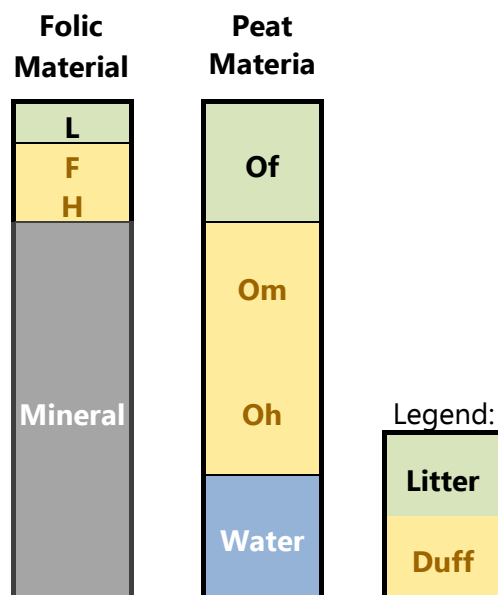 Folic
Material
Peat
Materia
L
F
H
Mineral
Of
Om
Oh
Water
Legend:
Litter
Duff